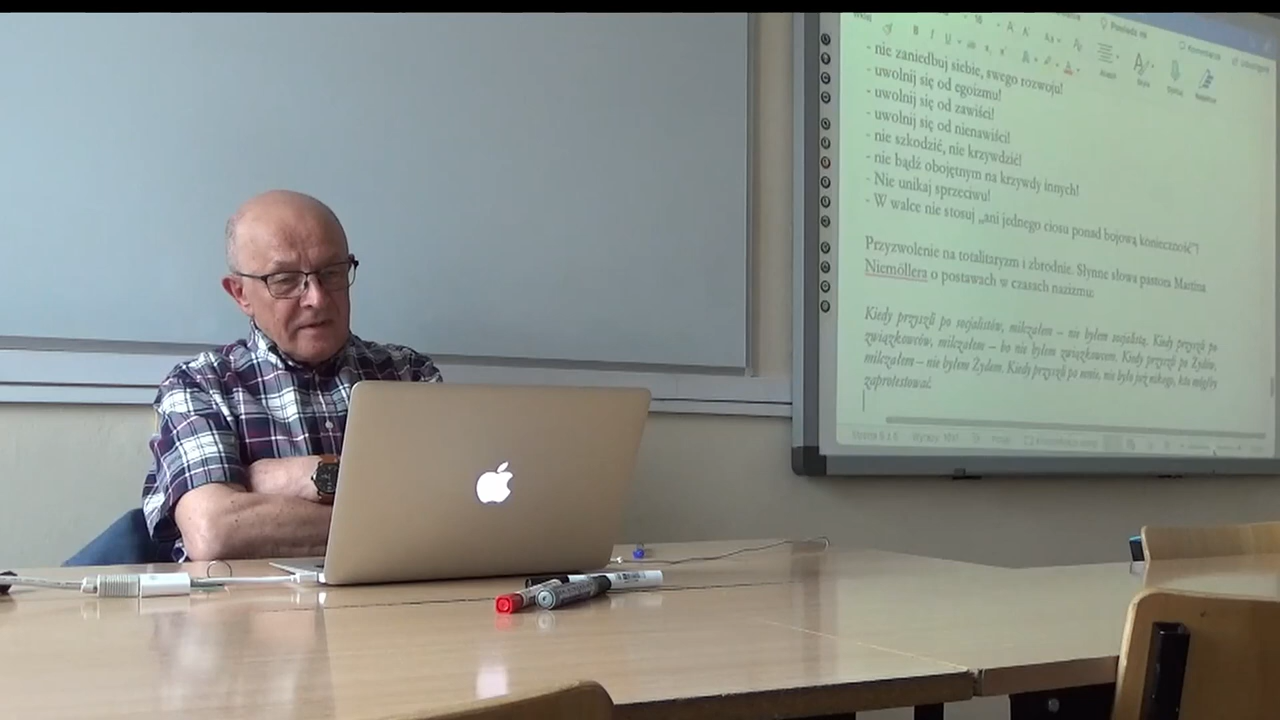 - nie zaniedbuj siebie, swego rozwoju!
- uwolnij się od egoizmu!
- uwolnij się od zawiści!
- uwolnij się od nienawiści!
- nie szkodzić, nie krzywdzić!
- nie bądź obojętnym na krzywdy innych!
- Nie unikaj sprzeciwu!
- W walce nie stosuj „ani jednego ciosu ponad bojową konieczność"!
Przyzwolenie na totalitaryzm i zbrodnie. Słynne słowa pastora Martina
Niemöllera o postawach w czasach nazizmu:
Kiedy przyszli po socjalistów, milczałem – nie byłem socjalistą. Kiedy przyszli po
związkowców, milczałem – bo nie byłem związkowcem. Kiedy przyszli po Żydów,
milczałem – nie byłem Żydem. Kiedy przyszli po mnie, nie było już nikogo, kto mógłby
zaprotestować